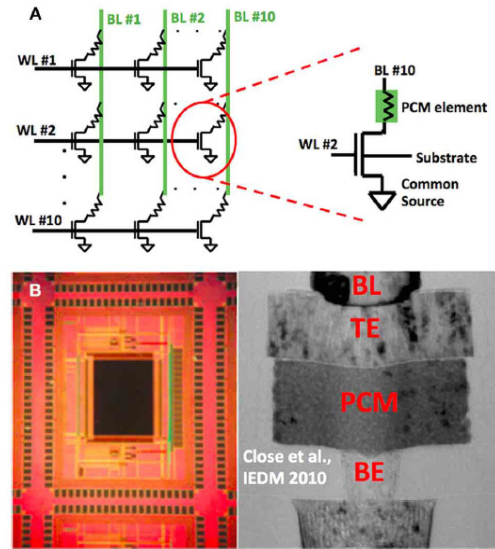 A
BL #1
BL #2
BL #10
WL #1
WL #2
WL #10
BL #10
PCM element
WL #2
Substrate
Common
Source
B
BL
TE
PCM
BE
Close et al.,
IEDM 2010